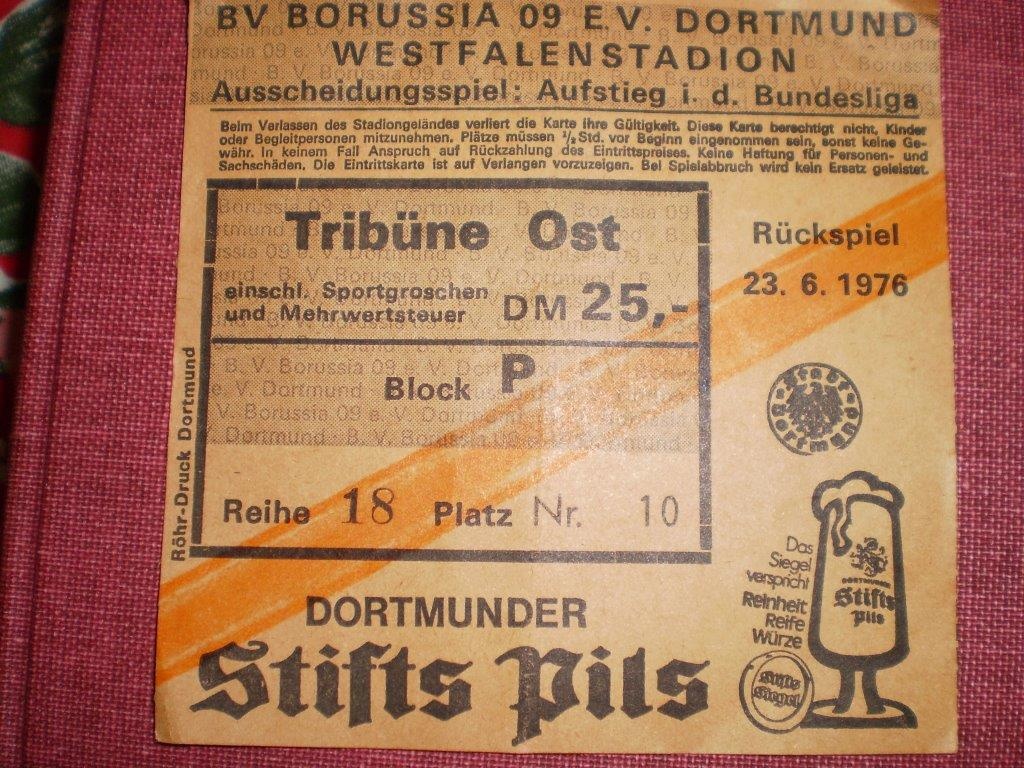 BV BORUSSIA 09 E.V. DORTMUND
WESTFALENSTADION
Ausscheidungsspiel: Aufstieg i. d. Bundesliga
Beim Verlassen des Stadiongeländes verliert die Karte ihre Gültigkeit. Diese Karte berechtigt nicht, Kinder
oder Begleitpersonen mitzunehmen. Plätze müssen ½ Std. vor Beginn eingenommen sein, sonst keine Ge-
währ. In keinem Fall Anspruch auf Rückzahlung des Eintrittspreises. Keine Haftung für Personen- und
Sachschäden. Die Eintrittskarte ist auf Verlangen vorzuzeigen. Bei Spielabbruch wird kein Ersatz geleistet.
Tribüne Ost
einschl. Sportgroschen
und Mehrwertsteuer
DM 25,-
Block P
Reihe 18 Platz Nr. 10
Rückspiel
23. 6. 1976
Stadt Dortmund
Röhr-Druck Dortmund
Das
Siegel
verspricht
Reinheit
Reife
Würze
DORTMUNDER
Stifts
Pils
Stifts
Siegel
DORTMUNDER
Stifts Pils